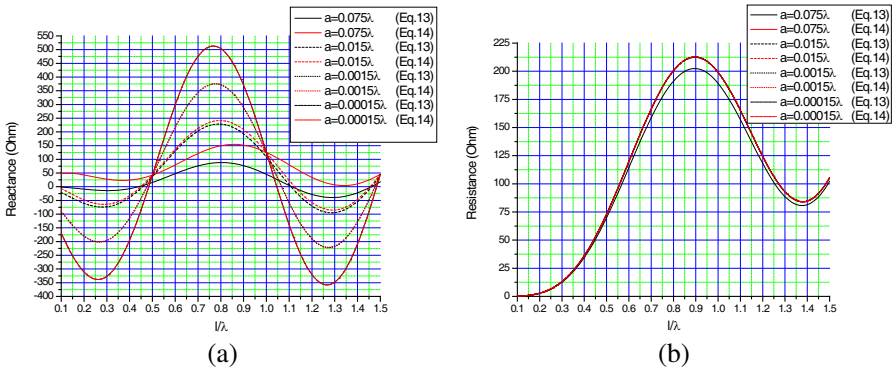 a=0.075λ (Eq.13)
a=0.075λ (Eq.14)
a=0.015λ (Eq.13)
a=0.015λ (Eq.14)
a=0.0015λ (Eq.13)
a=0.0015λ (Eq.14)
a=0.00015λ (Eq.13)
a=0.00015λ (Eq.14)
Reactance (Ohm)
550
500
450
400
350
300
250
200
150
100
50
0
-50
-100
-150
-200
-250
-300
-350
-400
0.1 0.2 0.3 0.4 0.5 0.6 0.7 0.8 0.9 1.0 1.1 1.2 1.3 1.4 1.5
l/λ
(a)
a=0.075λ (Eq.13)
a=0.075λ (Eq.14)
a=0.015λ (Eq.13)
a=0.015λ (Eq.14)
a=0.0015λ (Eq.13)
a=0.0015λ (Eq.14)
a=0.00015λ (Eq.13)
a=0.00015λ (Eq.14)
Resistance (Ohm)
225
200
175
150
125
100
75
50
25
0
0.1 0.2 0.3 0.4 0.5 0.6 0.7 0.8 0.9 1.0 1.1 1.2 1.3 1.4 1.5
l/λ
(b)